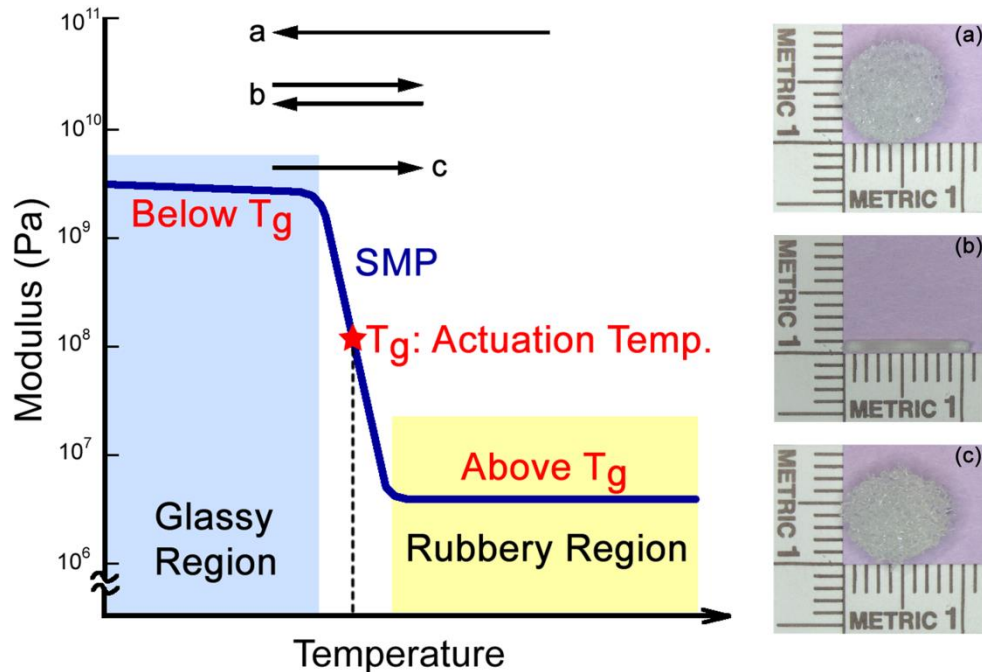 10¹¹
10¹⁰
10⁹
10⁸
10⁷
10⁶
Modulus (Pa)
a
b
c
Below Tg
SMP
Tg: Actuation Temp.
Above Tg
Glassy
Region
Rubbery Region
Temperature
(a)
METRIC 1
METRIC 1
(b)
METRIC 1
METRIC 1
(c)
METRIC 1
METRIC 1